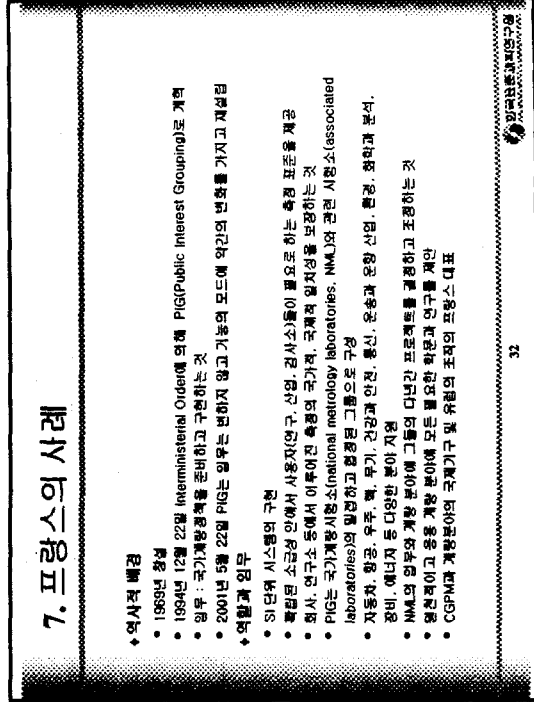 7. 프랑스의 사례
✦ 역사적 배경
• 1969년 창설
• 1994년 12월 22일 Interministerial Order에 의해 PIG(Public Interest Grouping)로 개혁
• 임무 : 국가계량정책을 준비하고 구현하는 것
• 2001년 5월 22일 PIG는 임무는 변하지 않고 기능의 모드에 약간의 변화를 가지고 재설립
✦ 역할과 임무
• SI 단위 시스템의 구현
• 확립된 소급성 안에서 사용자(연구, 산업, 검사소)들이 필요로 하는 측정 표준을 제공
• 회사, 연구소 등에서 이루어진 측정의 국가적, 국제적 일치성을 보장하는 것
• PIG는 국가계량시험소(national metrology laboratories, NML)와 관련 시험소(associated
laboratories)의 밀접하고 협정된 그룹으로 구성
• 자동차, 항공, 우주, 핵, 무기, 건강과 안전, 통신, 운송과 운항 산업, 환경, 화학과 분석,
장비, 에너지 등 다양한 분야 지원
• NML의 업무와 계량 분야에 그들의 다년간 프로젝트를 결정하고 조정하는 것
• 원천적이고 응용 계량 분야에 모든 필요한 학문과 연구를 제안
• CGPM과 계량분야의 국제기구 및 유럽의 조직의 프랑스 대표
32
한국표준과학연구원